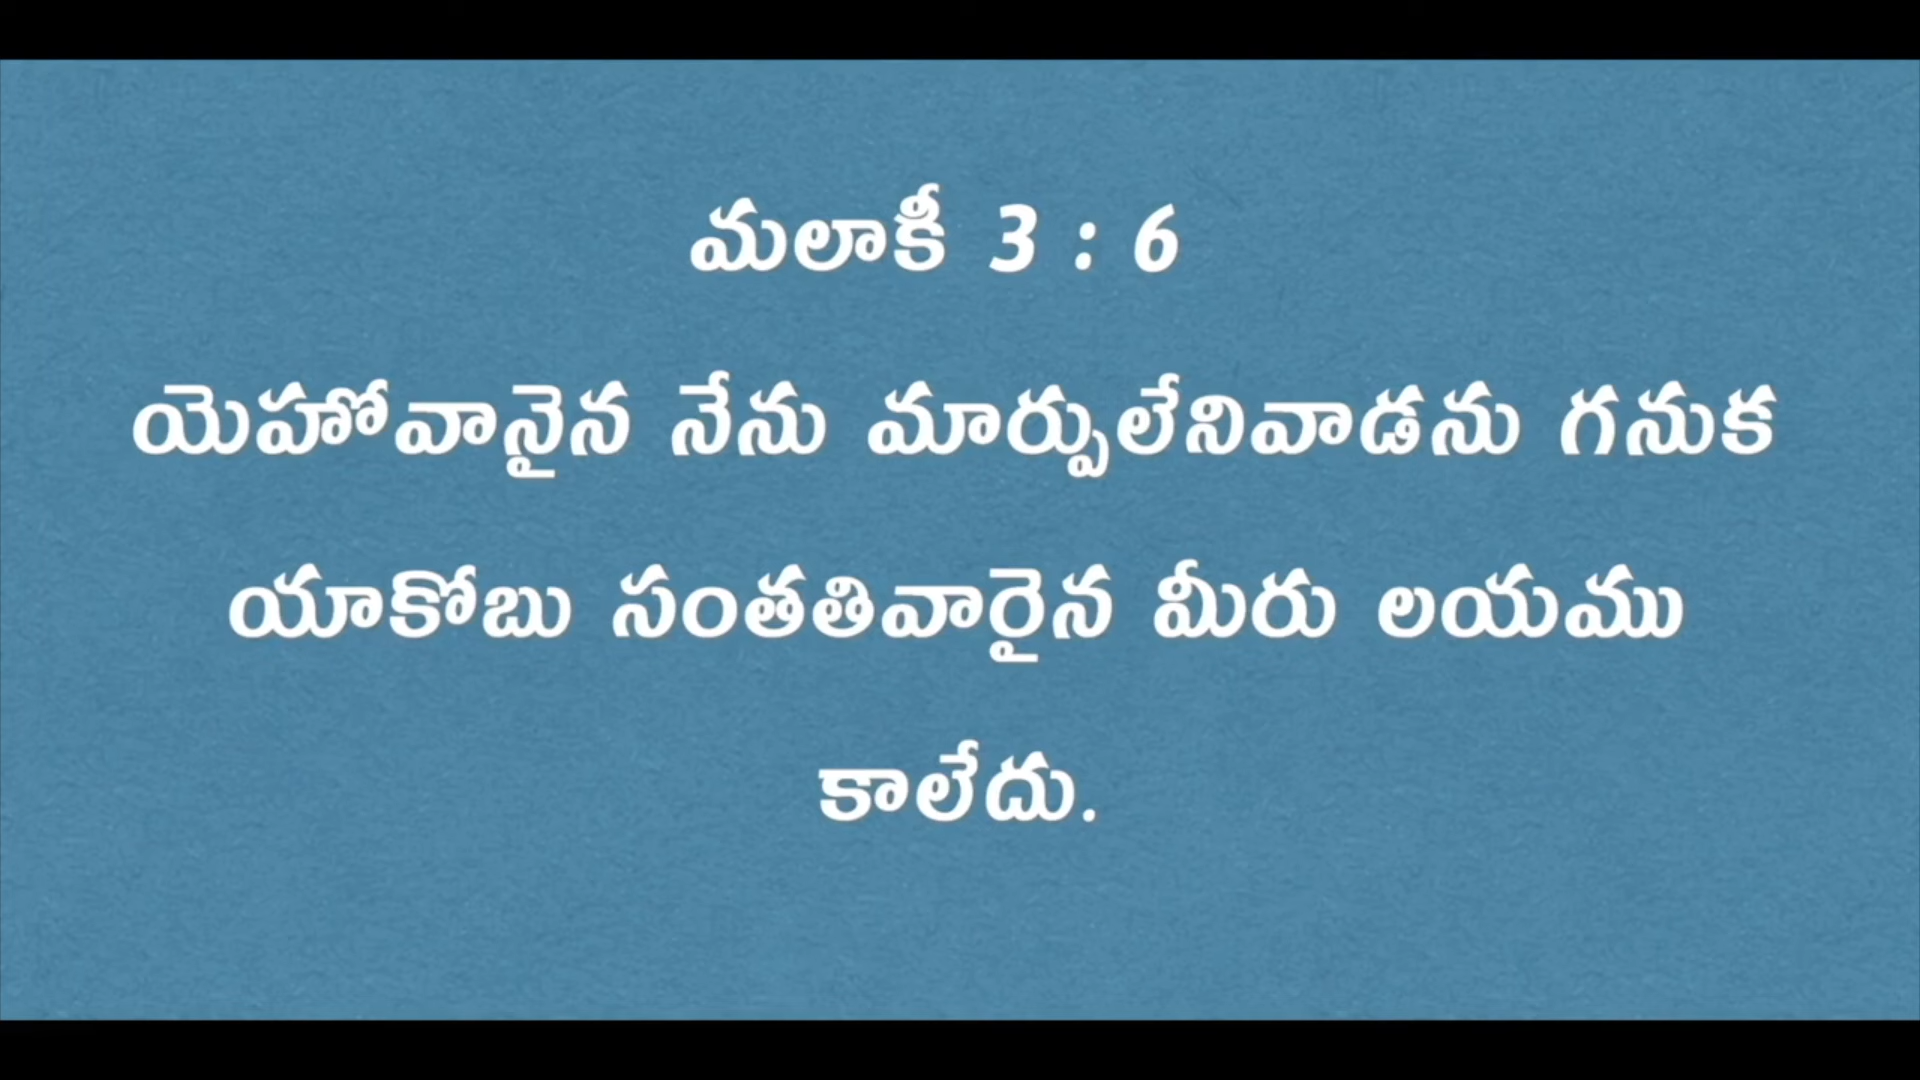 మలాకీ 3 : 6
యెహోవానైన నేను మార్పులేనివాడను గనుక
యాకోబు సంతతివారైన మీరు లయము
కాలేదు.